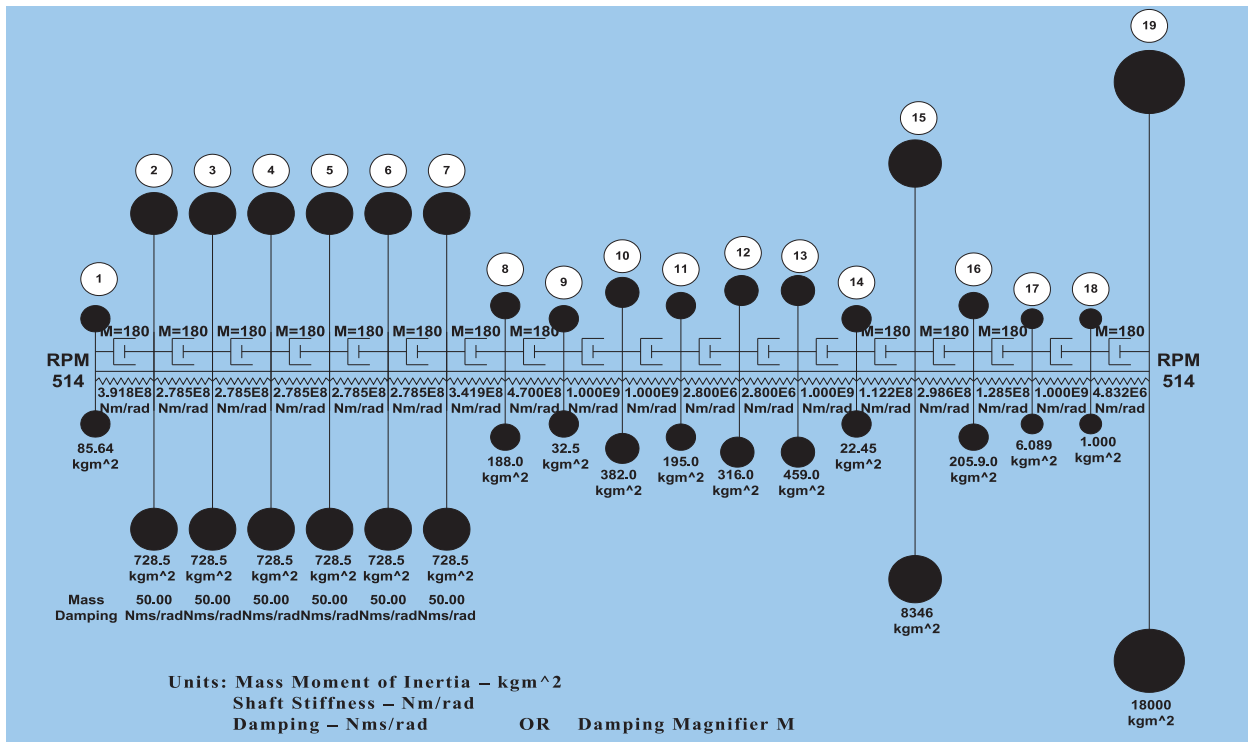 19
15
2 3 4 5 6 7
12
10 13
8 9 11 14 16 17 18
1
M=180 M=180 M=180 M=180 M=180 M=180 M=180 M=180 M=180 M=180 M=180 M=180
RPM
514
RPM
514
3.918E8 2.785E8 2.785E8 2.785E8 2.785E8 2.785E8 3.419E8 4.700E8 1.000E9 1.000E9 2.800E6 2.800E6 1.000E9 1.122E8 2.986E8 1.285E8 1.000E9 4.832E6
Nm/rad Nm/rad Nm/rad Nm/rad Nm/rad Nm/rad Nm/rad Nm/rad Nm/rad Nm/rad Nm/rad Nm/rad Nm/rad Nm/rad Nm/rad Nm/rad Nm/rad Nm/rad
85.64
kgm^2
188.0
kgm^2
32.5
kgm^2
382.0
kgm^2
195.0
kgm^2
316.0
kgm^2
459.0
kgm^2
22.45
kgm^2
205.9.0
kgm^2
6.089
kgm^2
1.000
kgm^2
728.5 728.5 728.5 728.5 728.5 728.5
kgm^2 kgm^2 kgm^2 kgm^2 kgm^2 kgm^2
Mass 50.00 50.00 50.00 50.00 50.00 50.00
Damping Nms/rad Nms/rad Nms/rad Nms/rad Nms/rad Nms/rad
8346
kgm^2
18000
kgm^2
Units: Mass Moment of Inertia – kgm^2
Shaft Stiffness – Nm/rad
Damping – Nms/rad OR Damping Magnifier M